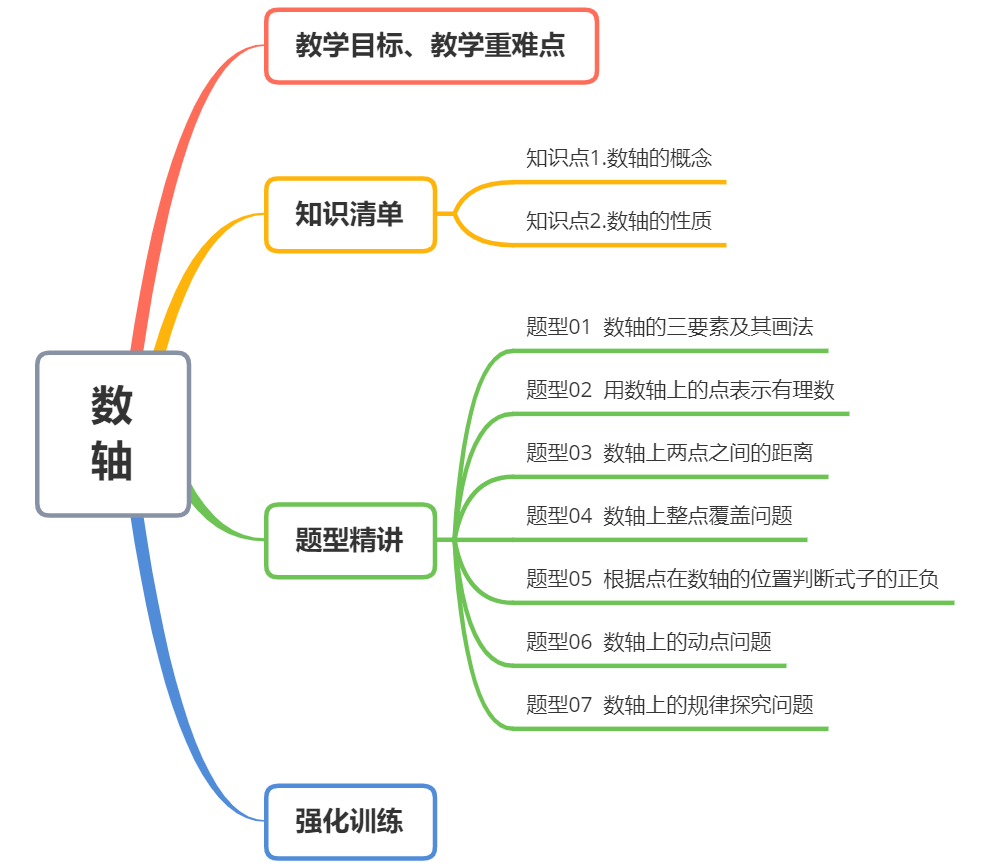 教学目标、教学重难点
知识清单
知识点1.数轴的概念
知识点2.数轴的性质
数
轴
题型精讲
题型01 数轴的三要素及其画法
题型02 用数轴上的点表示有理数
题型03 数轴上两点之间的距离
题型04 数轴上整点覆盖问题
题型05 根据点在数轴的位置判断式子的正负
题型06 数轴上的动点问题
题型07 数轴上的规律探究问题
强化训练